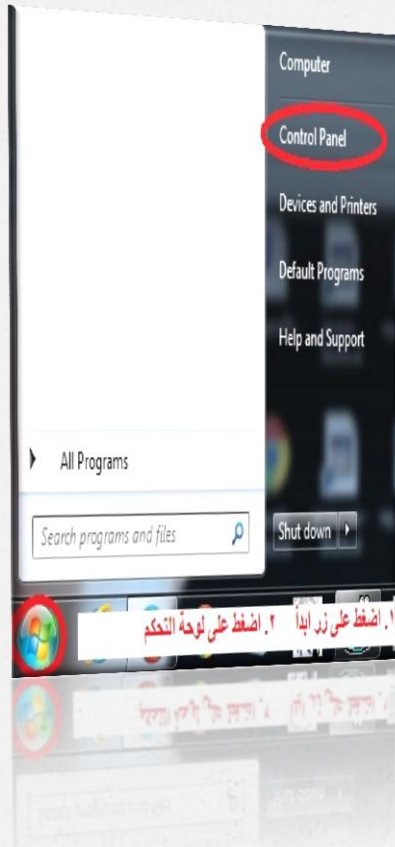 Computer
Control Panel
Devices and Printers
Default Programs
Help and Support
All Programs
Search programs and files
Shut down
١. اضغط على زر ابدأ ٢. اضغط على لوحة التحكم